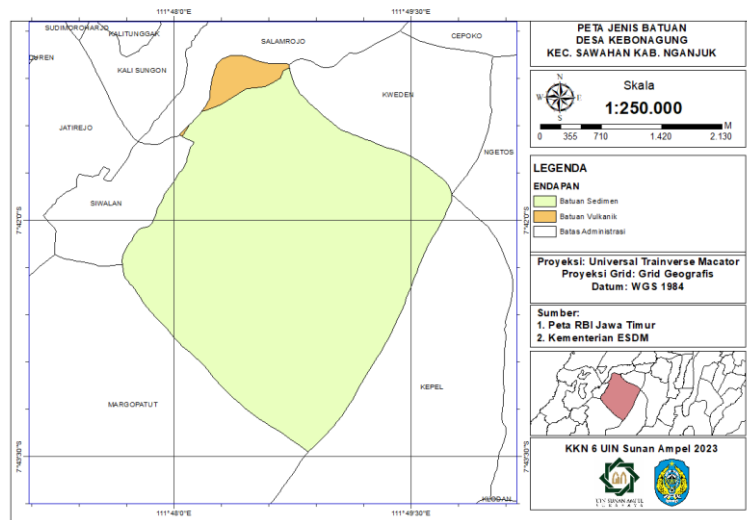 111°48'0"E
111°49'30"E
SUDIMOROHARJO
KALITUNGGAK
SALAMROJO
CEPOKO
KALI SUNGON
KWEDEN
JATIREJO
NGETOS
SIWALAN
7°42'0"S
7°42'0"S
KEPEL
MARGOPATUT
7°43'30"S
7°43'30"S
KLODAN
111°48'0"E
111°49'30"E
PETA JENIS BATUAN
DESA KEBONAGUNG
KEC. SAWAHAN KAB. NGANJUK
N
W
E
S
Skala
1:250.000
M
0 355 710 1.420 2.130
LEGENDA
ENDAPAN
Batuan Sedimen
Batuan Vulkanik
Batas Administrasi
Proyeksi: Universal Trainverse Macator
Proyeksi Grid: Grid Geografis
Datum: WGS 1984
Sumber:
1. Peta RBI Jawa Timur
2. Kementerian ESDM
KKN 6 UIN Sunan Ampel 2023
UIN SUNAN AMPEL
SURABAYA